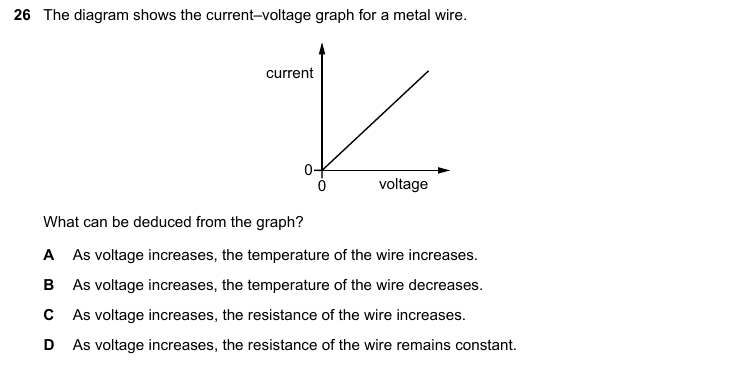 26 The diagram shows the current–voltage graph for a metal wire.
current
0
0
voltage
What can be deduced from the graph?
A As voltage increases, the temperature of the wire increases.
B As voltage increases, the temperature of the wire decreases.
C As voltage increases, the resistance of the wire increases.
D As voltage increases, the resistance of the wire remains constant.